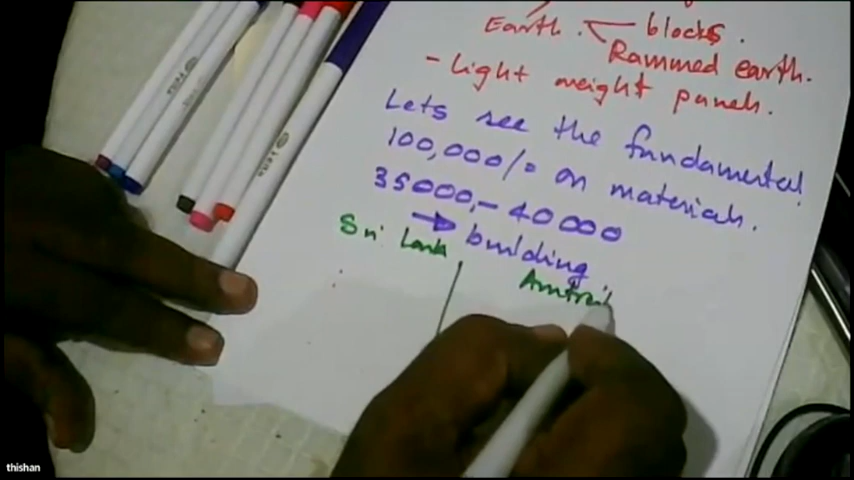 Earth. blocks.
Rammed earth.
- Light weight panels.
Lets see the fundamental
100,000/= on materials.
35000,- 40000
→ building
Sri Lanka
Austrai
thishan